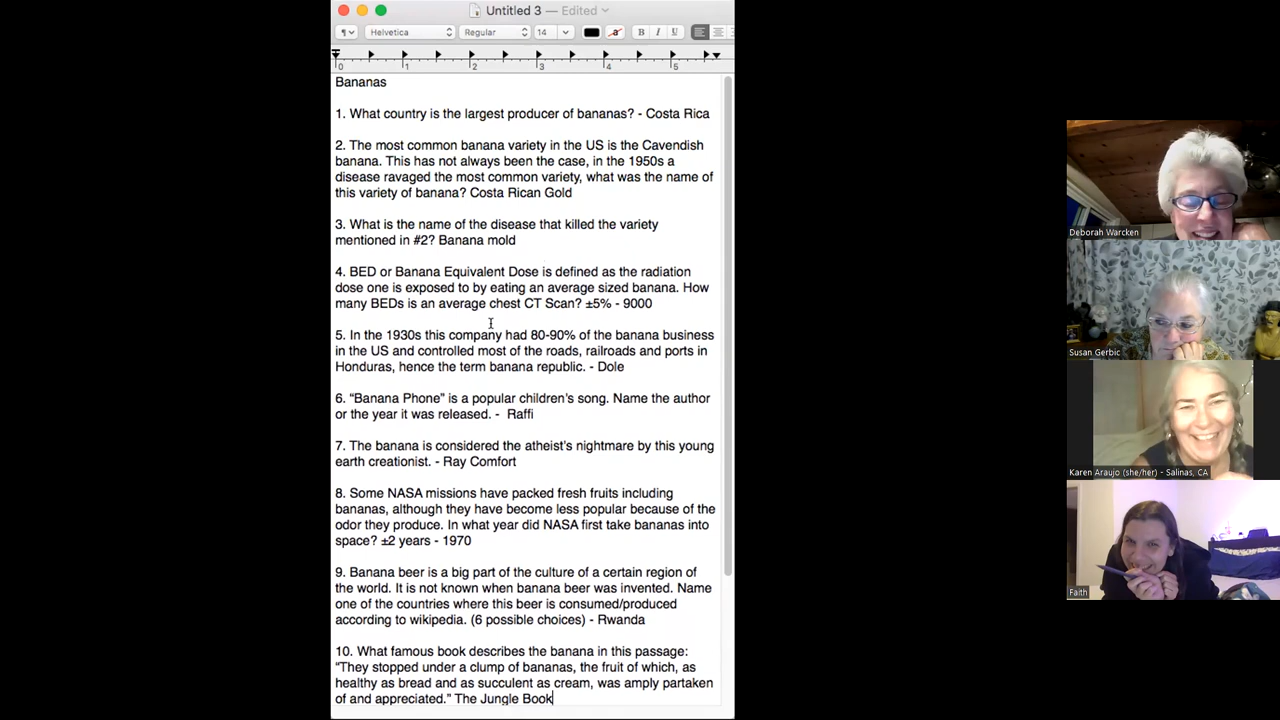 Untitled 3 — Edited
Helvetica Regular 14 a B I U
0 1 2 3 4 5
Bananas
1. What country is the largest producer of bananas? - Costa Rica
2. The most common banana variety in the US is the Cavendish
banana. This has not always been the case, in the 1950s a
disease ravaged the most common variety, what was the name of
this variety of banana? Costa Rican Gold
3. What is the name of the disease that killed the variety
mentioned in #2? Banana mold
4. BED or Banana Equivalent Dose is defined as the radiation
dose one is exposed to by eating an average sized banana. How
many BEDs is an average chest CT Scan? ±5% - 9000
5. In the 1930s this company had 80-90% of the banana business
in the US and controlled most of the roads, railroads and ports in
Honduras, hence the term banana republic. - Dole
6. “Banana Phone” is a popular children’s song. Name the author
or the year it was released. - Raffi
7. The banana is considered the atheist’s nightmare by this young
earth creationist. - Ray Comfort
8. Some NASA missions have packed fresh fruits including
bananas, although they have become less popular because of the
odor they produce. In what year did NASA first take bananas into
space? ±2 years - 1970
9. Banana beer is a big part of the culture of a certain region of
the world. It is not known when banana beer was invented. Name
one of the countries where this beer is consumed/produced
according to wikipedia. (6 possible choices) - Rwanda
10. What famous book describes the banana in this passage:
“They stopped under a clump of bananas, the fruit of which, as
healthy as bread and as succulent as cream, was amply partaken
of and appreciated.” The Jungle Book
Deborah Warcken
Susan Gerbic
Karen Araujo (she/her) - Salinas, CA
Faith